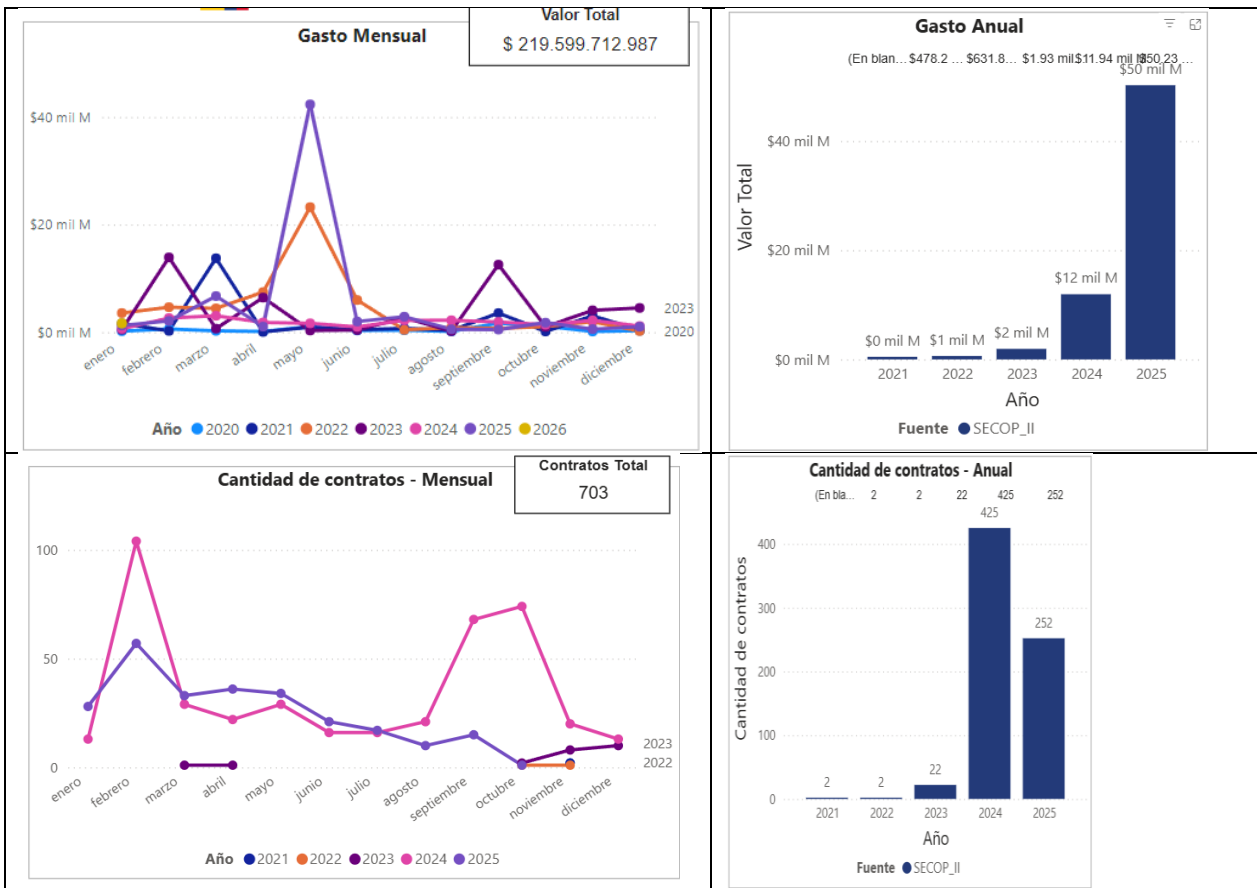 Valor Total
$ 219.599.712.987
Gasto Mensual
$40 mil M
$20 mil M
$0 mil M
2023
2020
enero
febrero
marzo
abril
mayo
junio
julio
agosto
septiembre
octubre
noviembre
diciembre
Año 2020 2021 2022 2023 2024 2025 2026
Gasto Anual
(En blan... $478.2 ... $631.8... $1.93 mil $11.94 mil M $50.23 ...
$50 mil M
$40 mil M
$20 mil M
$12 mil M
$0 mil M
$0 mil M $1 mil M $2 mil M
Valor Total
2021 2022 2023 2024 2025
Año
Fuente SECOP_II
Contratos Total
703
Cantidad de contratos - Mensual
100
50
0
2023
2022
enero
febrero
marzo
abril
mayo
junio
julio
agosto
septiembre
octubre
noviembre
diciembre
Año 2021 2022 2023 2024 2025
Cantidad de contratos - Anual
(En bla... 2 2 22 425 252
425
400
300
252
200
100
22
2 2
0
Cantidad de contratos
2021 2022 2023 2024 2025
Año
Fuente SECOP_II